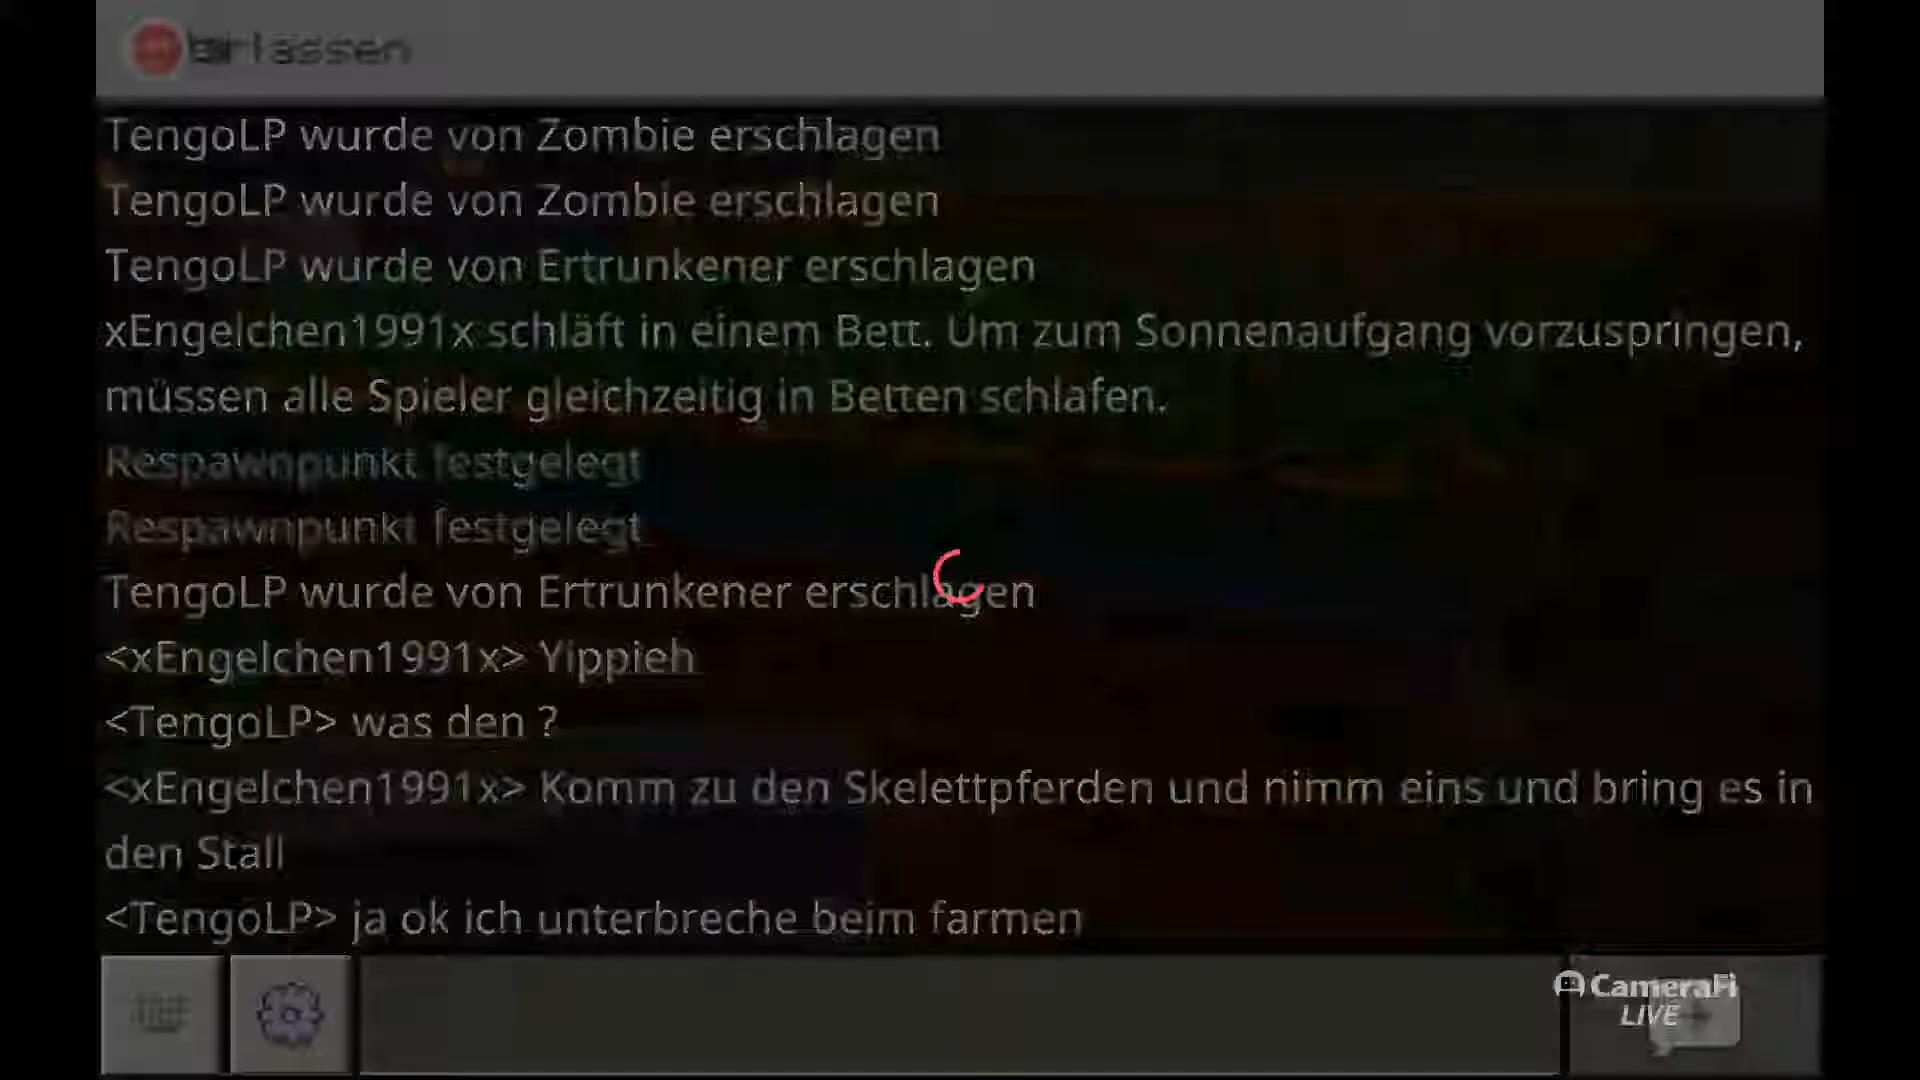 TengoLP wurde von Zombie erschlagen
TengoLP wurde von Zombie erschlagen
TengoLP wurde von Ertrunkener erschlagen
xEngelchen1991x schläft in einem Bett. Um zum Sonnenaufgang vorzuspringen,
müssen alle Spieler gleichzeitig in Betten schlafen.
Respawnpunkt festgelegt
Respawnpunkt festgelegt
TengoLP wurde von Ertrunkener erschlagen
<xEngelchen1991x> Yippieh
<TengoLP> was den ?
<xEngelchen1991x> Komm zu den Skelettpferden und nimm eins und bring es in
den Stall
<TengoLP> ja ok ich unterbreche beim farmen
CameraFi
LIVE